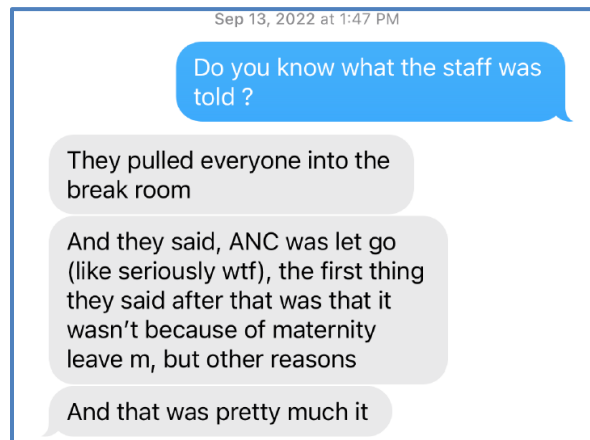 Sep 13, 2022 at 1:47 PM
Do you know what the staff was
told ?
They pulled everyone into the
break room
And they said, ANC was let go
(like seriously wtf), the first thing
they said after that was that it
wasn’t because of maternity
leave m, but other reasons
And that was pretty much it